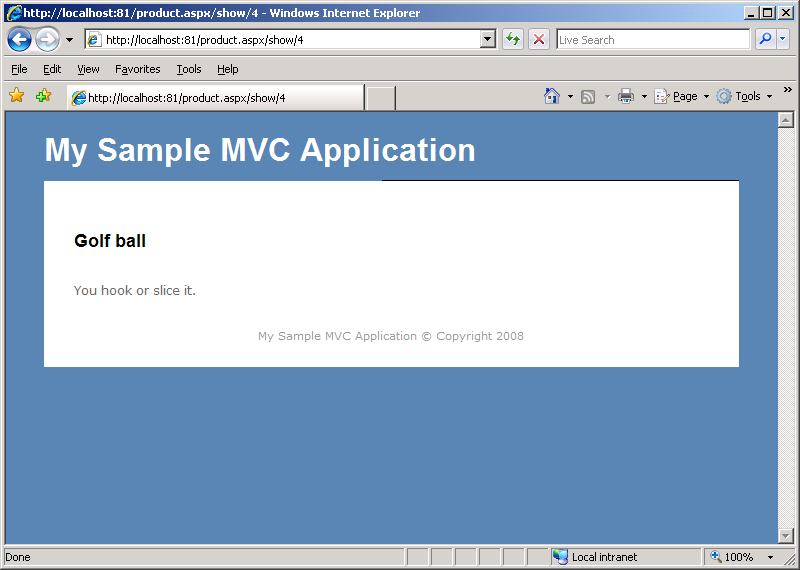 http://localhost:81/product.aspx/show/4 - Windows Internet Explorer
http://localhost:81/product.aspx/show/4
Live Search
File Edit View Favorites Tools Help
http://localhost:81/product.aspx/show/4
Page Tools »
My Sample MVC Application
Golf ball
You hook or slice it.
My Sample MVC Application © Copyright 2008
Done
Local intranet
100%